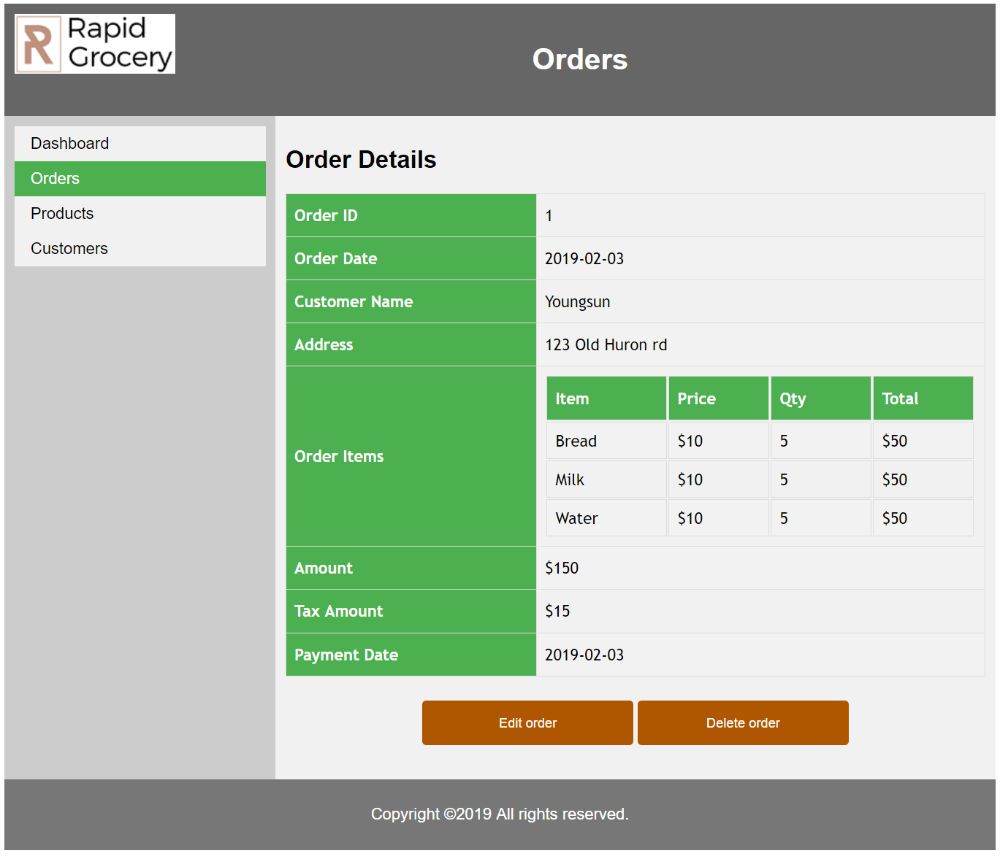 Rapid
Grocery
Orders
Dashboard
Orders
Products
Customers
Order Details
Order ID 1
Order Date 2019-02-03
Customer Name Youngsun
Address 123 Old Huron rd
Order Items
Item Price Qty Total
Bread $10 5 $50
Milk $10 5 $50
Water $10 5 $50
Amount $150
Tax Amount $15
Payment Date 2019-02-03
Edit order Delete order
Copyright ©2019 All rights reserved.